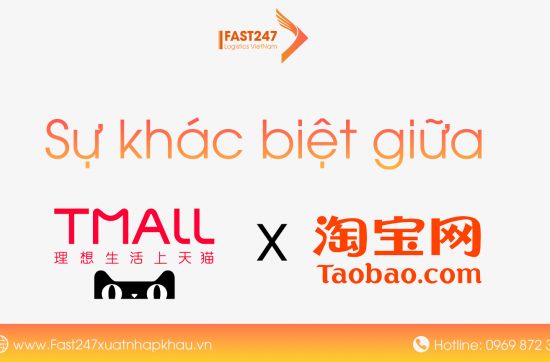 FAST247
Logistics VietNam
Sự khác biệt giữa
TMALL
理想生活上天猫
X
淘宝网
Taobao.com
www.Fast247xuatnhapkhau.vn
Hotline: 0969 872 3